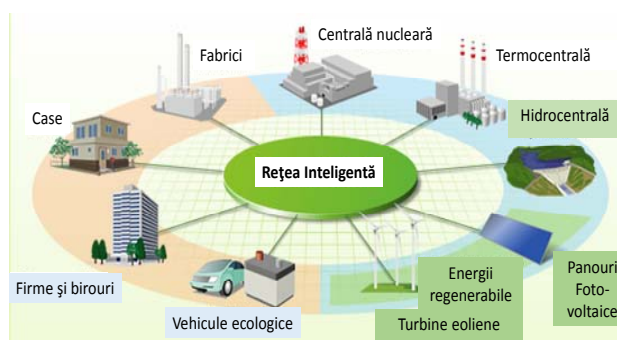 Centrală nucleară
Fabrici
Termocentrală
Case
Hidrocentrală
Reţea Inteligentă
Firme şi birouri
Vehicule ecologice
Energii
regenerabile
Turbine eoliene
Panouri
Foto-
voltaice